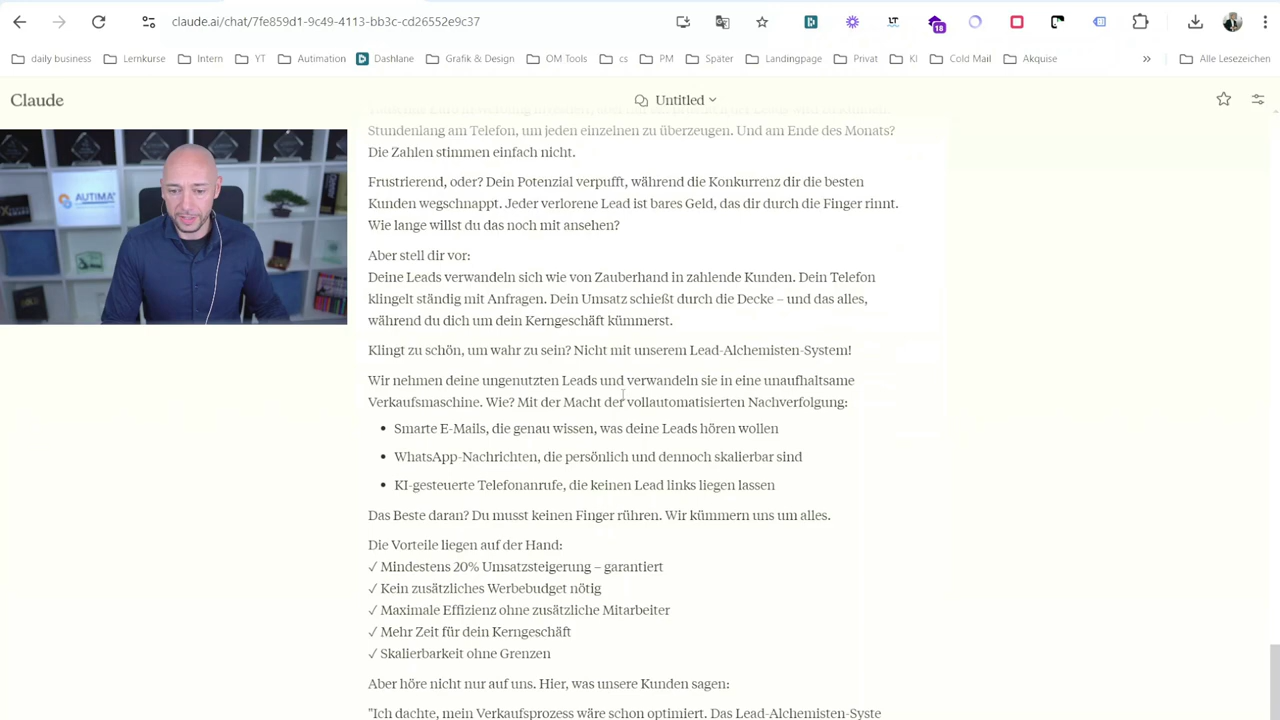 claude.ai/chat/7fe859d1-9c49-4113-bb3c-cd26552e9c37
LT
18
daily business
Lernkurse
Intern
YT
Autimation
Dashlane
Grafik & Design
OM Tools
cs
PM
Später
Landingpage
Privat
KI
Cold Mail
Akquise
»
Alle Lesezeichen
Claude
Untitled
AUTIMA
Stundenlang am Telefon, um jeden einzelnen zu überzeugen. Und am Ende des Monats?
Die Zahlen stimmen einfach nicht.
Frustrierend, oder? Dein Potenzial verpufft, während die Konkurrenz dir die besten
Kunden wegschnappt. Jeder verlorene Lead ist bares Geld, das dir durch die Finger rinnt.
Wie lange willst du das noch mit ansehen?
Aber stell dir vor:
Deine Leads verwandeln sich wie von Zauberhand in zahlende Kunden. Dein Telefon
klingelt ständig mit Anfragen. Dein Umsatz schießt durch die Decke – und das alles,
während du dich um dein Kerngeschäft kümmerst.
Klingt zu schön, um wahr zu sein? Nicht mit unserem Lead-Alchemisten-System!
Wir nehmen deine ungenutzten Leads und verwandeln sie in eine unaufhaltsame
Verkaufsmaschine. Wie? Mit der Macht der vollautomatisierten Nachverfolgung:
• Smarte E-Mails, die genau wissen, was deine Leads hören wollen
• WhatsApp-Nachrichten, die persönlich und dennoch skalierbar sind
• KI-gesteuerte Telefonanrufe, die keinen Lead links liegen lassen
Das Beste daran? Du musst keinen Finger rühren. Wir kümmern uns um alles.
Die Vorteile liegen auf der Hand:
✓ Mindestens 20% Umsatzsteigerung – garantiert
✓ Kein zusätzliches Werbebudget nötig
✓ Maximale Effizienz ohne zusätzliche Mitarbeiter
✓ Mehr Zeit für dein Kerngeschäft
✓ Skalierbarkeit ohne Grenzen
Aber höre nicht nur auf uns. Hier, was unsere Kunden sagen:
"Ich dachte, mein Verkaufsprozess wäre schon optimiert. Das Lead-Alchemisten-Syste